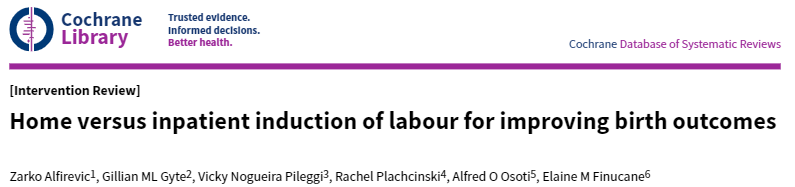 Cochrane
Library
Trusted evidence.
Informed decisions.
Better health.
Cochrane Database of Systematic Reviews
[Intervention Review]
Home versus inpatient induction of labour for improving birth outcomes
Zarko Alfirevic1, Gillian ML Gyte2, Vicky Nogueira Pileggi3, Rachel Plachcinski4, Alfred O Osoti5, Elaine M Finucane6